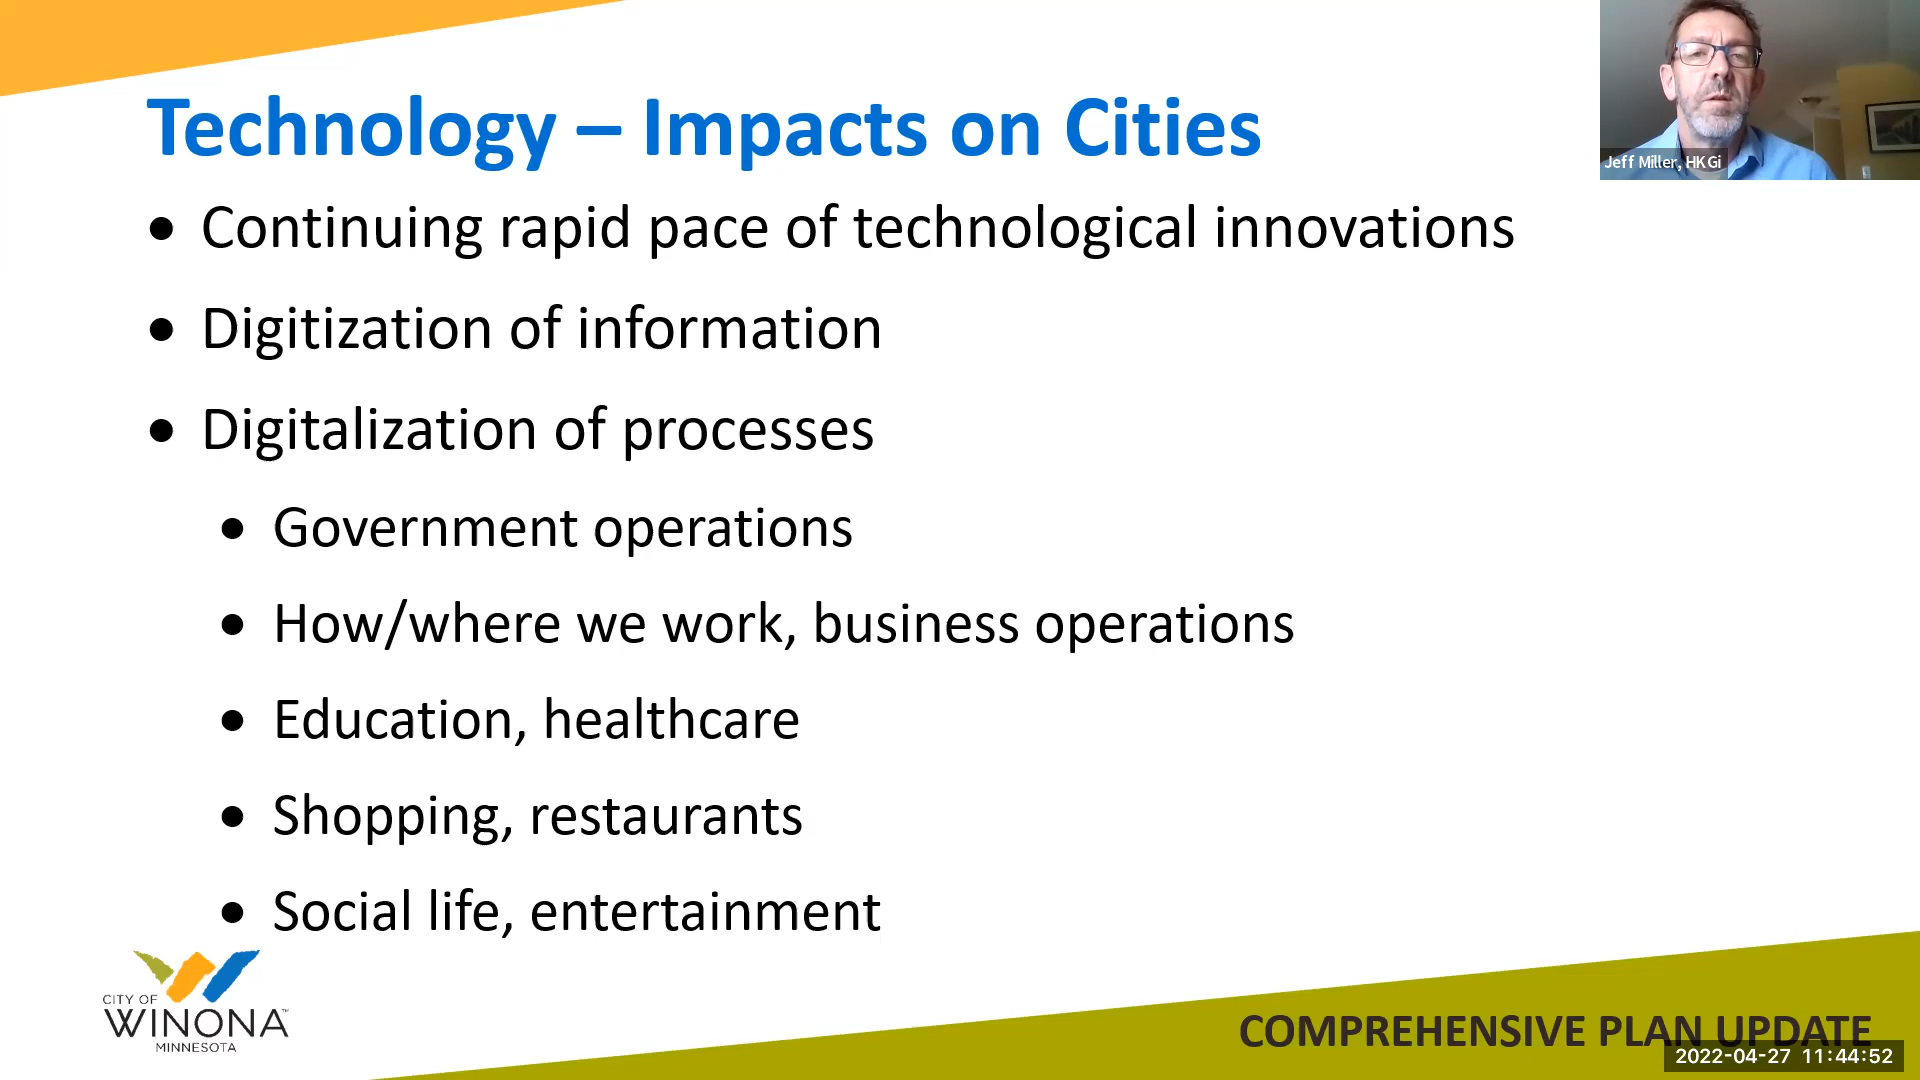 Technology – Impacts on Cities
Jeff Miller, HKGi
• Continuing rapid pace of technological innovations
• Digitization of information
• Digitalization of processes
• Government operations
• How/where we work, business operations
• Education, healthcare
• Shopping, restaurants
• Social life, entertainment
CITY OF
WINONA™
MINNESOTA
COMPREHENSIVE PLAN UPDATE
2022-04-27 11:44:52